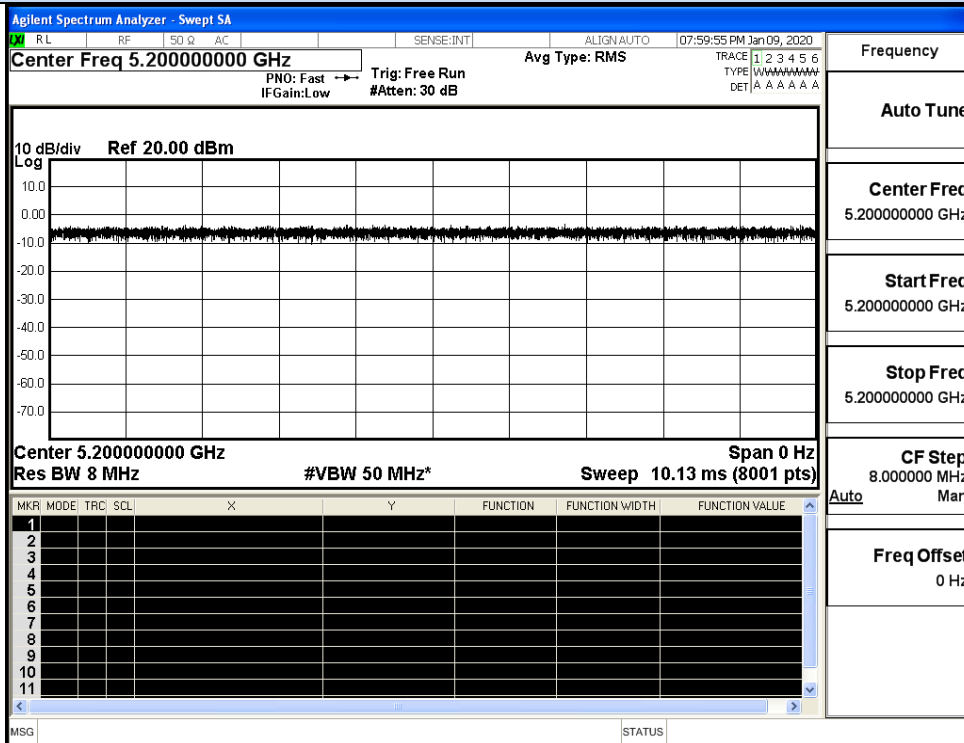 Agilent Spectrum Analyzer - Swept SA
LXI RL RF 50 Ω AC SENSE:INT ALIGN AUTO 07:59:55 PM Jan 09, 2020
Center Freq 5.200000000 GHz
PNO: Fast
IFGain:Low
Trig: Free Run
#Atten: 30 dB
Avg Type: RMS
TRACE 1 2 3 4 5 6
TYPE WWWWWW
DET A A A A A A
10 dB/div Ref 20.00 dBm
Log
10.0
0.00
-10.0
-20.0
-30.0
-40.0
-50.0
-60.0
-70.0
Center 5.200000000 GHz Span 0 Hz
Res BW 8 MHz #VBW 50 MHz* Sweep 10.13 ms (8001 pts)
MKR MODE TRC SCL X Y FUNCTION FUNCTION WIDTH FUNCTION VALUE
1
2
3
4
5
6
7
8
9
10
11
MSG STATUS
Frequency
Auto Tune
Center Freq
5.200000000 GHz
Start Freq
5.200000000 GHz
Stop Freq
5.200000000 GHz
CF Step
8.000000 MHz
Auto Man
Freq Offset
0 Hz